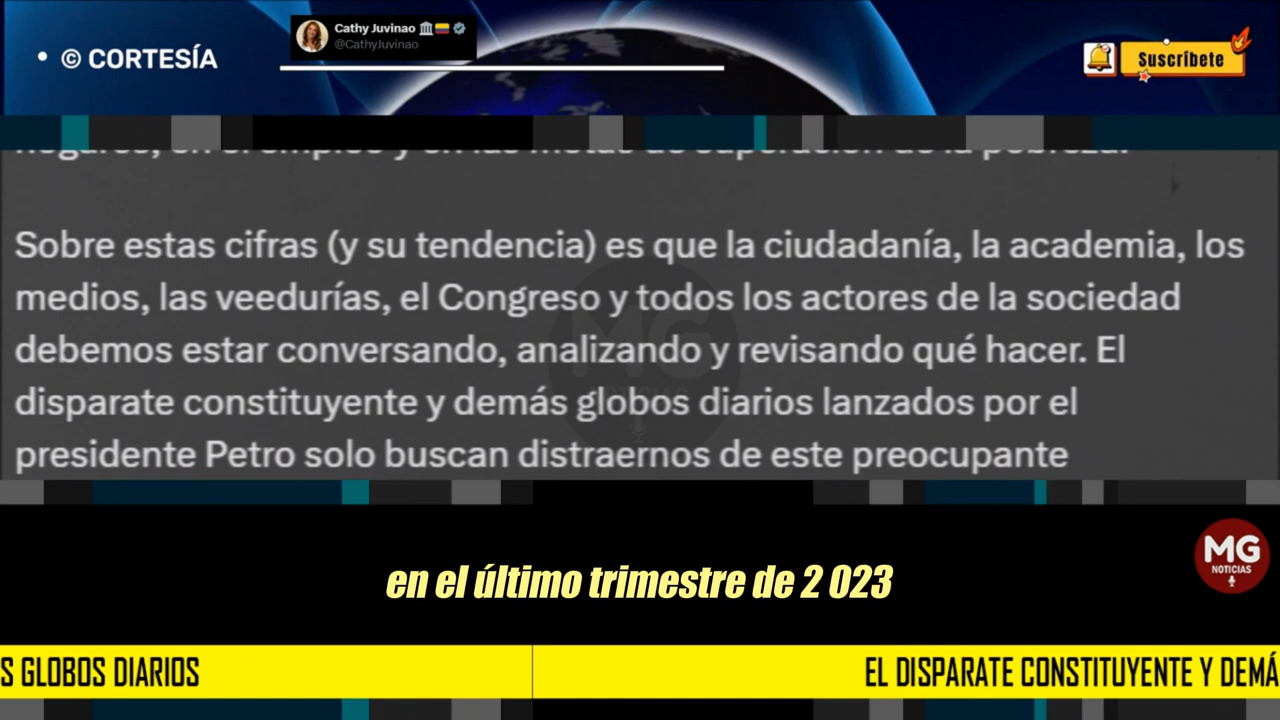 © CORTESÍA
Cathy Juvinao
@CathyJuvinao
Suscríbete
Sobre estas cifras (y su tendencia) es que la ciudadanía, la academia, los
medios, las veedurías, el Congreso y todos los actores de la sociedad
debemos estar conversando, analizando y revisando qué hacer. El
disparate constituyente y demás globos diarios lanzados por el
presidente Petro solo buscan distraernos de este preocupante
en el último trimestre de 2 023
MG
NOTICIAS
S GLOBOS DIARIOS
EL DISPARATE CONSTITUYENTE Y DEMÁ